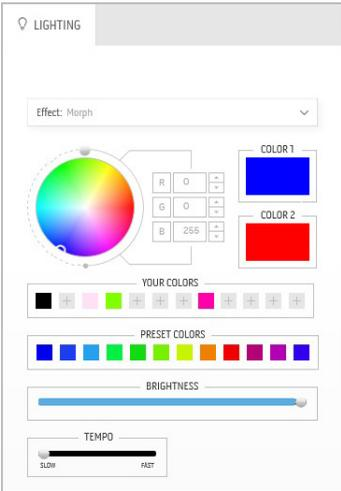 LIGHTING
Effect: Morph
COLOR 1
R 0
G 0
B 255
COLOR 2
YOUR COLORS
PRESET COLORS
BRIGHTNESS
TEMPO
SLOW FAST